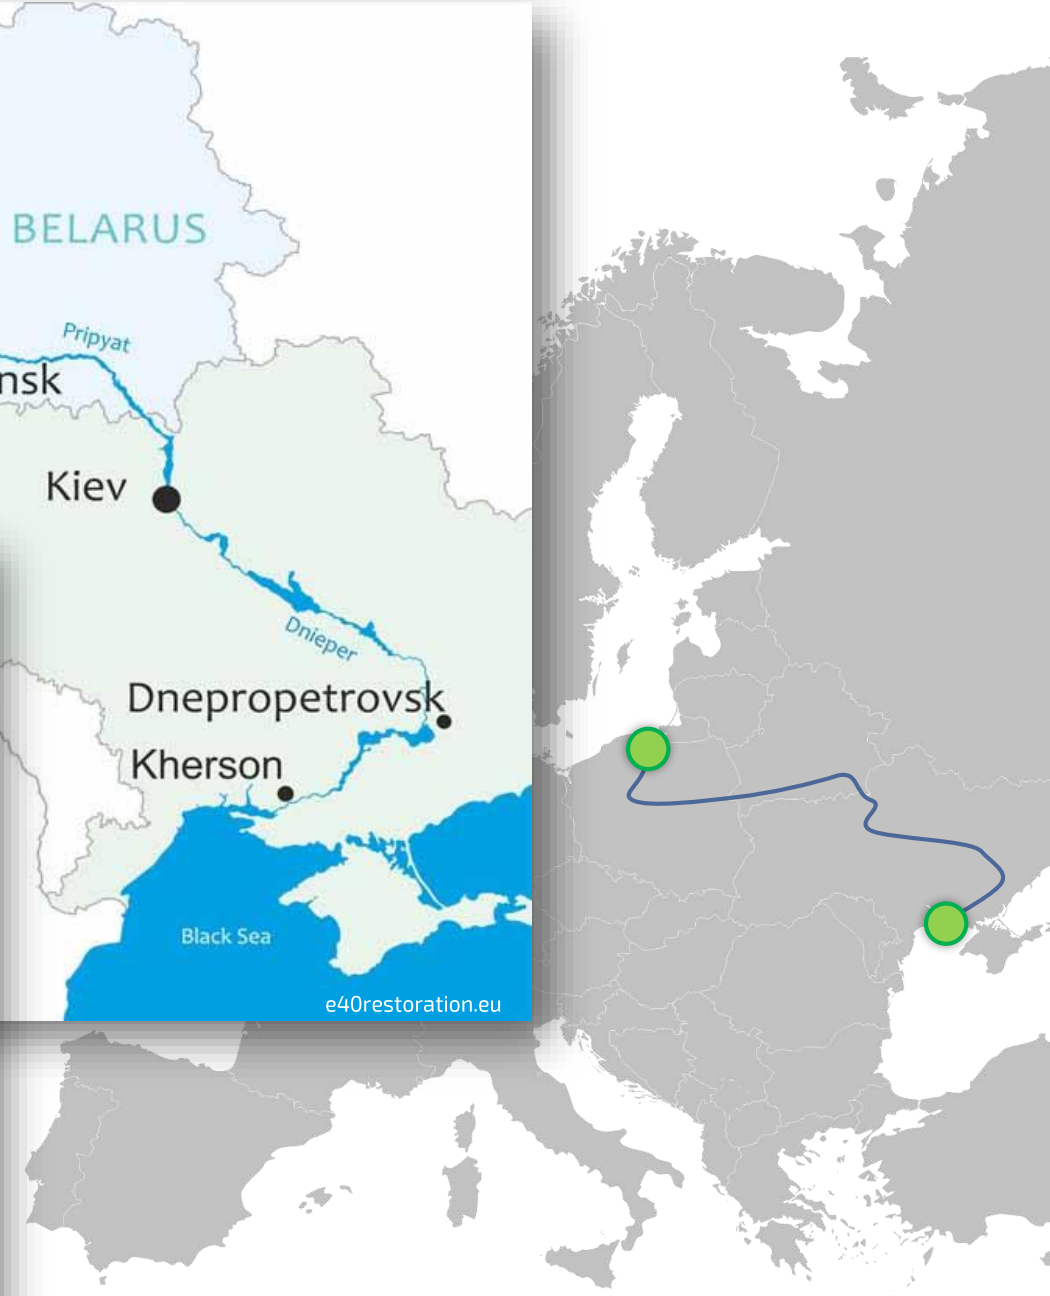 BELARUS
Pripyat
nsk
Kiev
Dnieper
Dnepropetrovsk
Kherson
Black Sea
e40restoration.eu